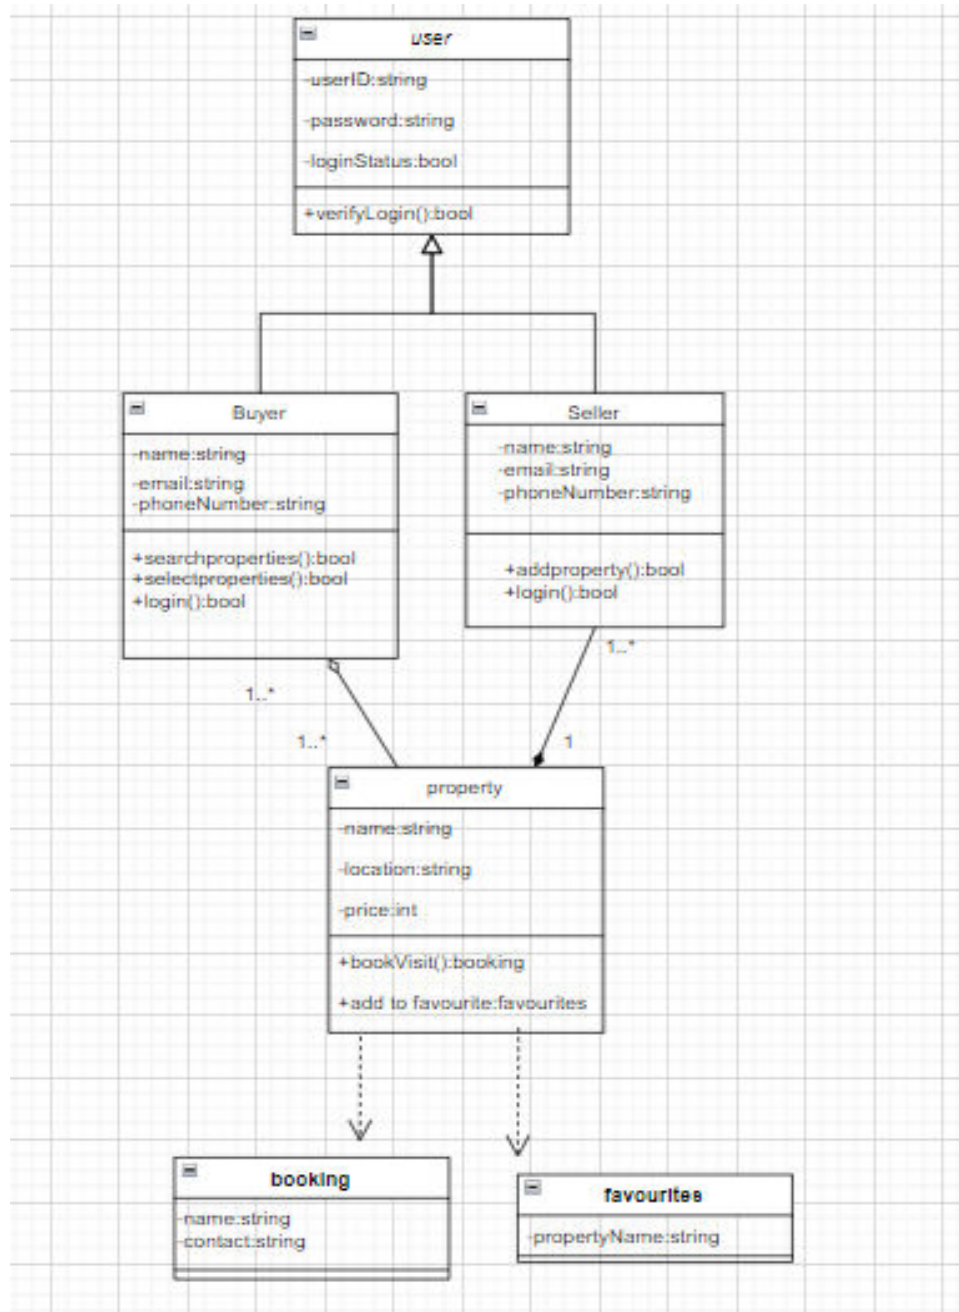 user
-userID:string
-password:string
-loginStatus:bool
+verifyLogin():bool
Buyer
-name:string
-email:string
-phoneNumber:string
+searchproperties():bool
+selectproperties():bool
+login():bool
Seller
-name:string
-email:string
-phoneNumber:string
+addproperty():bool
+login():bool
1..*
1..*
1..*
1
property
-name:string
-location:string
-price:int
+bookVisit():booking
+add to favourite:favourites
booking
-name:string
-contact:string
favourites
-propertyName:string